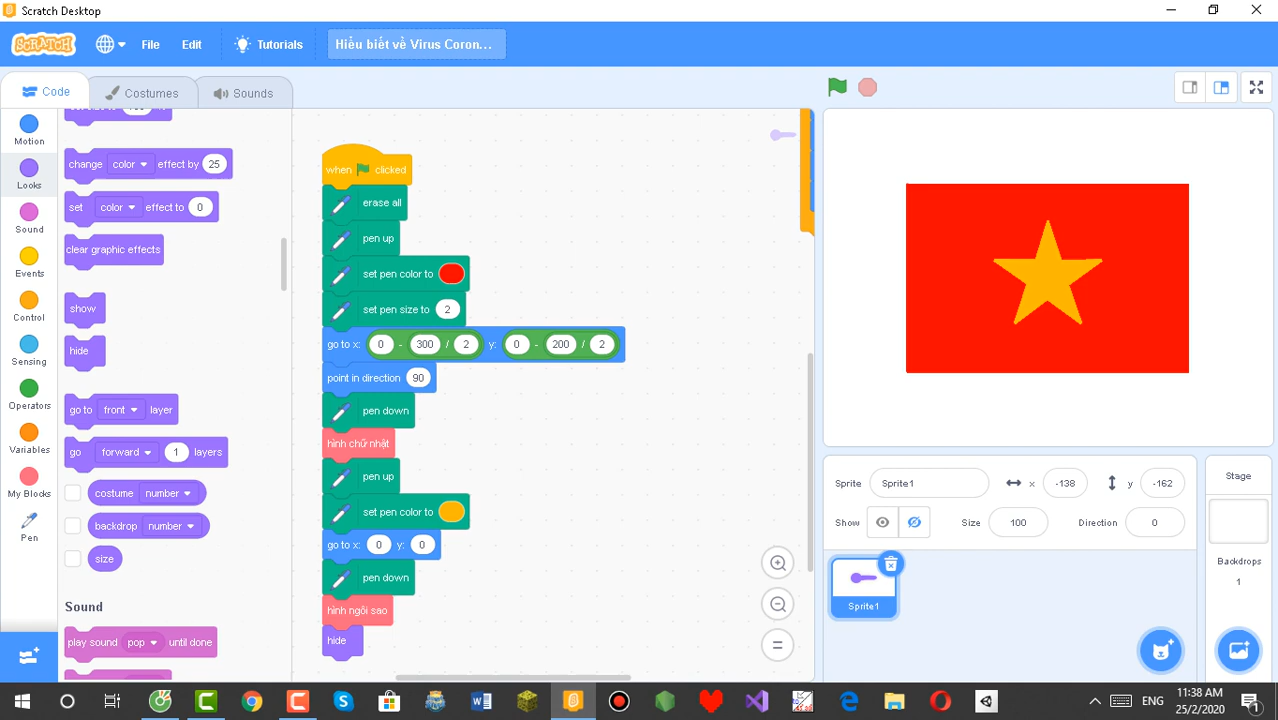 Scratch Desktop
SCRATCH
File Edit Tutorials Hiểu biết về Virus Coron...
Code Costumes Sounds
Motion
Looks
Sound
Events
Control
Sensing
Operators
Variables
My Blocks
Pen
change color effect by 25
set color effect to 0
clear graphic effects
show
hide
go to front layer
go forward 1 layers
costume number
backdrop number
size
Sound
play sound pop until done
when clicked
erase all
pen up
set pen color to
set pen size to 2
go to x: 0 - 300 / 2 y: 0 - 200 / 2
point in direction 90
pen down
hình chữ nhật
pen up
set pen color to
go to x: 0 y: 0
pen down
hình ngôi sao
hide
Sprite Sprite1 x -138 y -162
Show Size 100 Direction 0
Sprite1
Stage
Backdrops
1
ENG
11:38 AM
25/2/2020
1